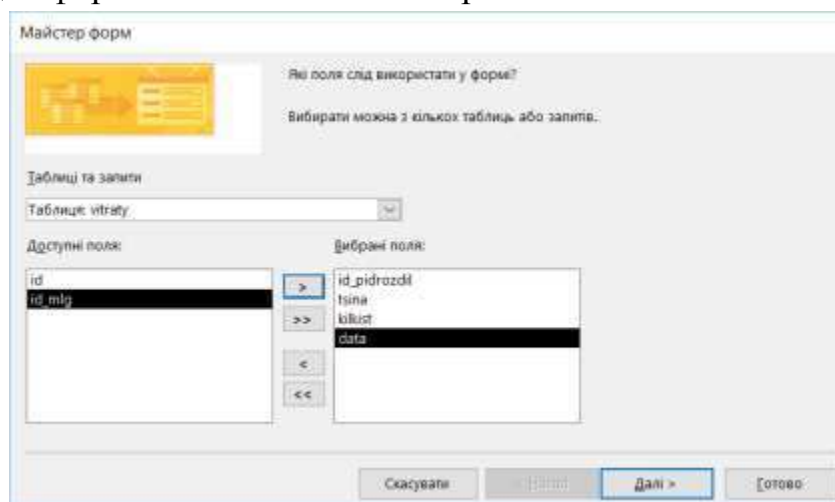 Майстер форм
Які поля слід використати у формі?
Вибирати можна з кількох таблиць або запитів.
Таблиці та запити
Таблиця: vitraty
Доступні поля:
Вибрані поля:
id
id_mlg
>
>>
<
<<
id_pidrozdil
tsina
kilkist
data
Скасувати
< Назад
Далі >
Готово